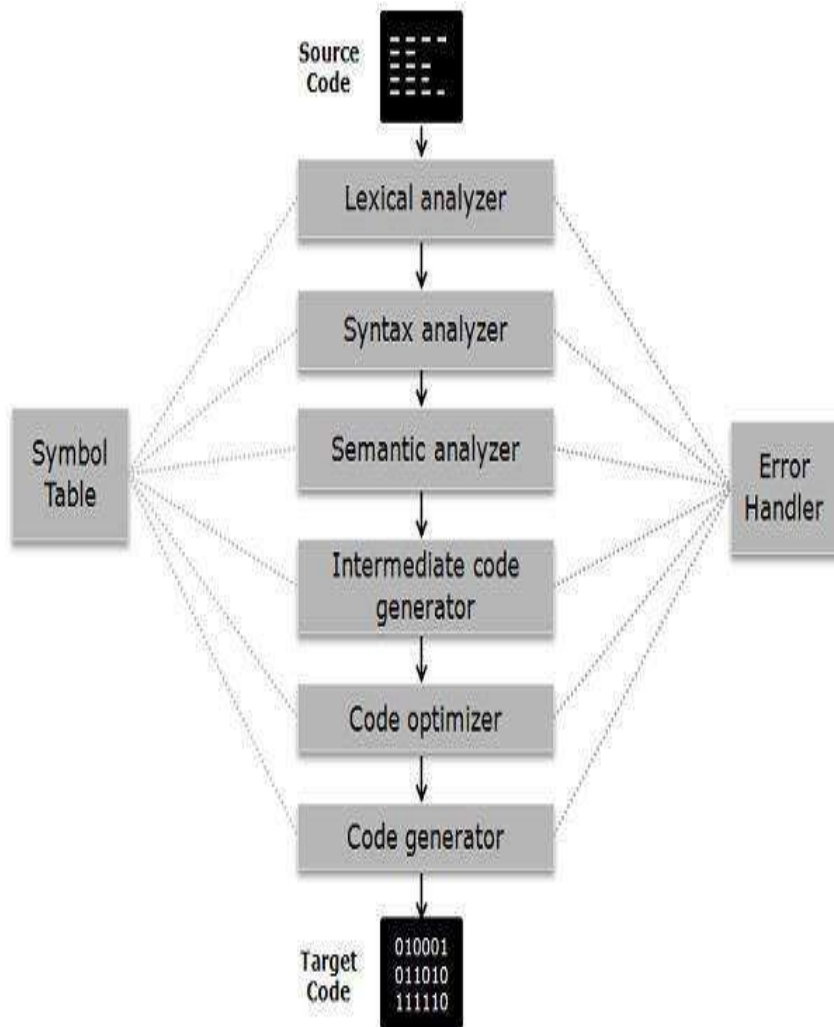 Source
Code
Lexical analyzer
Syntax analyzer
Semantic analyzer
Symbol
Table
Error
Handler
Intermediate code
generator
Code optimizer
Code generator
Target
Code
010001
011010
111110